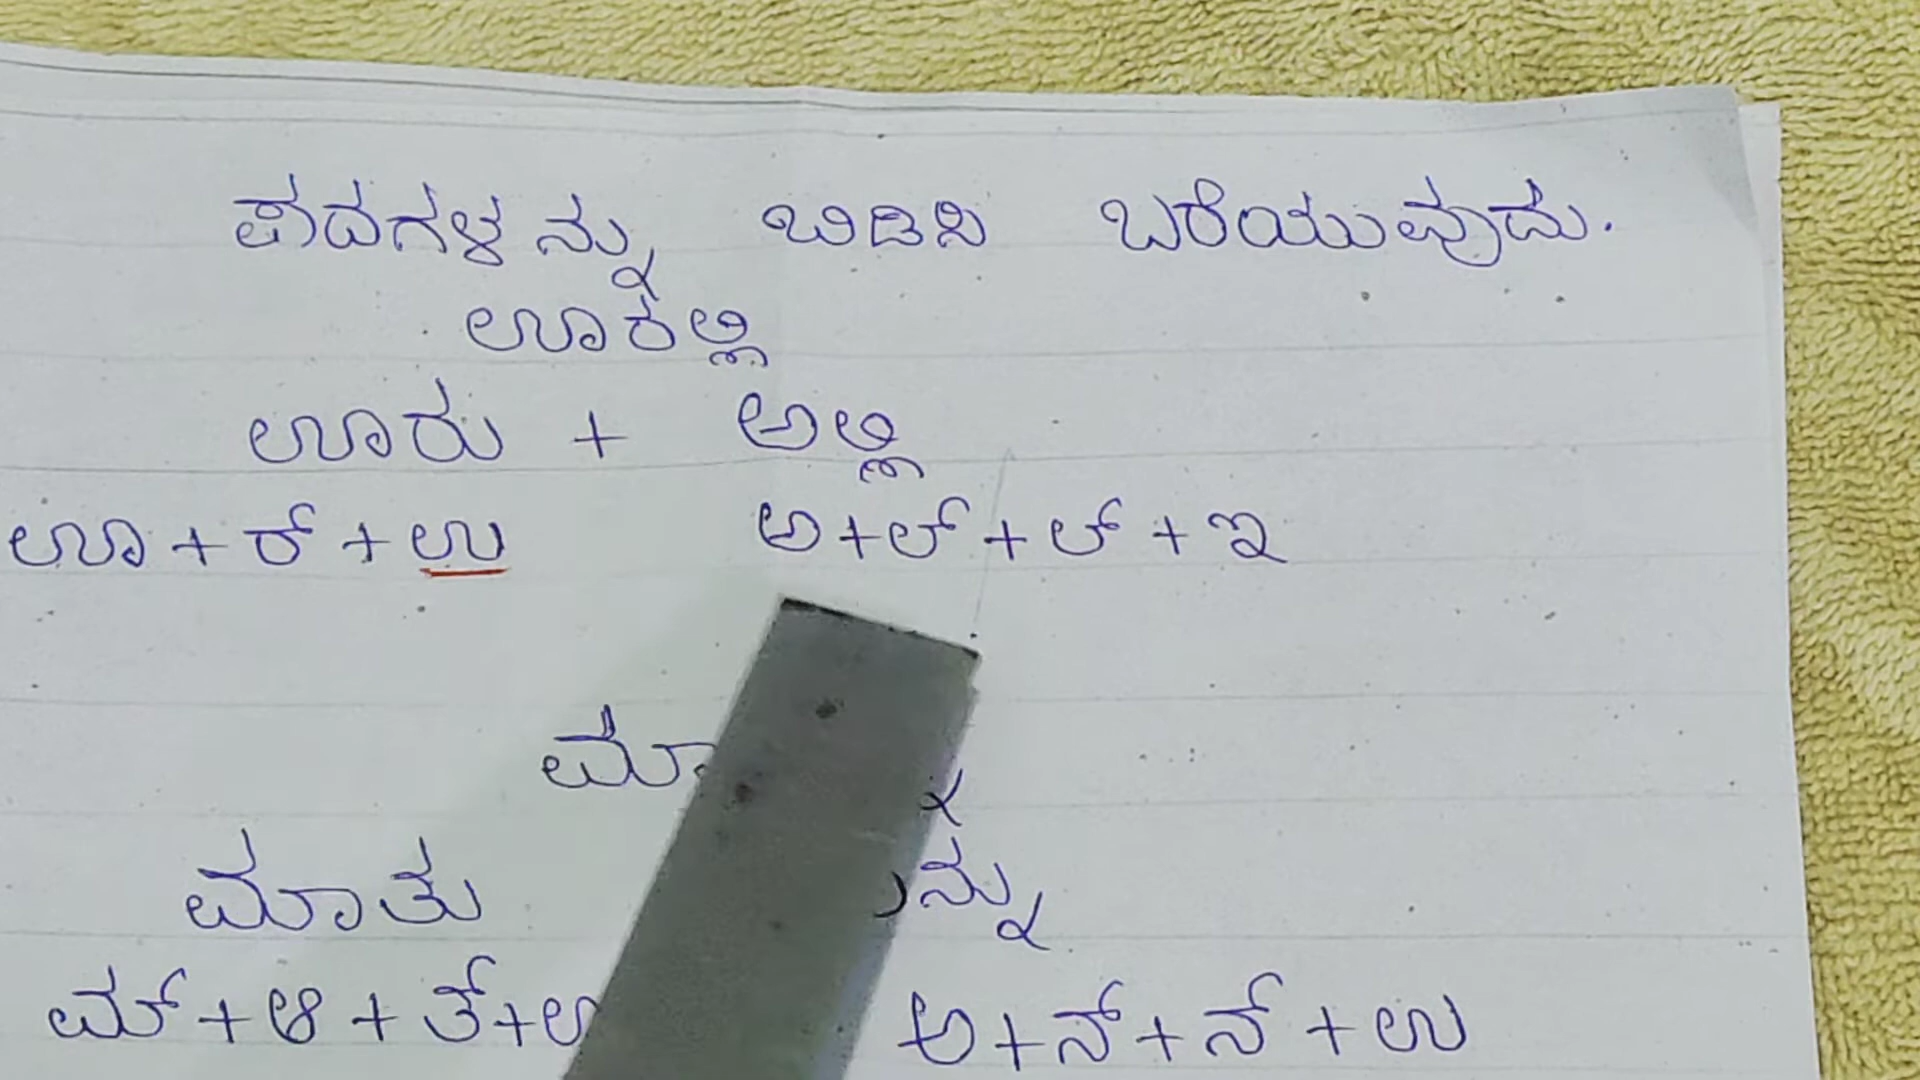 ಪದಗಳನ್ನು ಬಿಡಿಸಿ ಬರೆಯುವುದು.
ಊರಲ್ಲಿ
ಊರು + ಅಲ್ಲಿ
ಊ + ರ್ + ಉ ಅ + ಲ್ + ಲ್ + ಇ
ಮಾತು
ಮ್ + ಆ + ತ್ + ಅ + ನ್ + ನ್ + ಉ